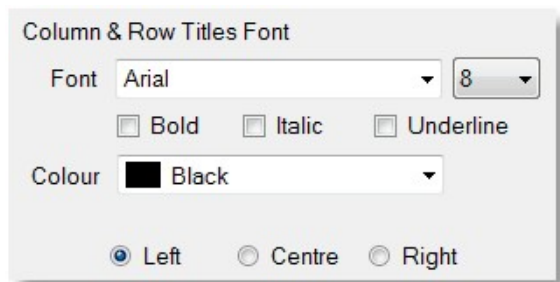 Column & Row Titles Font
Font Arial 8
Bold Italic Underline
Colour Black
Left Centre Right